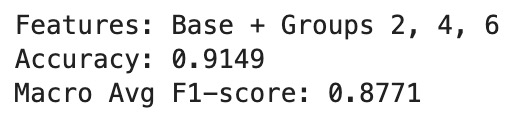 Features: Base + Groups 2, 4, 6
Accuracy: 0.9149
Macro Avg F1-score: 0.8771